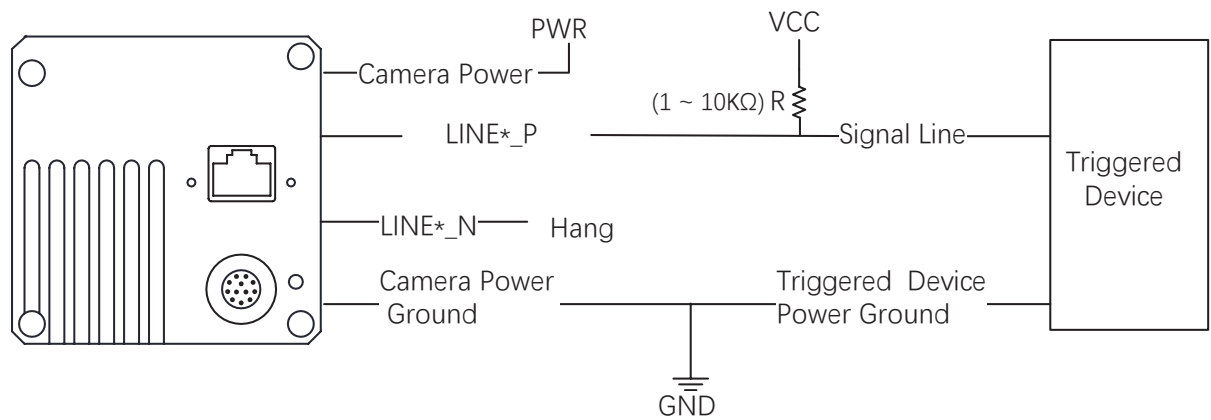 PWR
VCC
Camera Power
(1 ~ 10KΩ) R
LINE*_P
Signal Line
Triggered
Device
LINE*_N
Hang
Camera Power
Ground
Triggered Device
Power Ground
GND